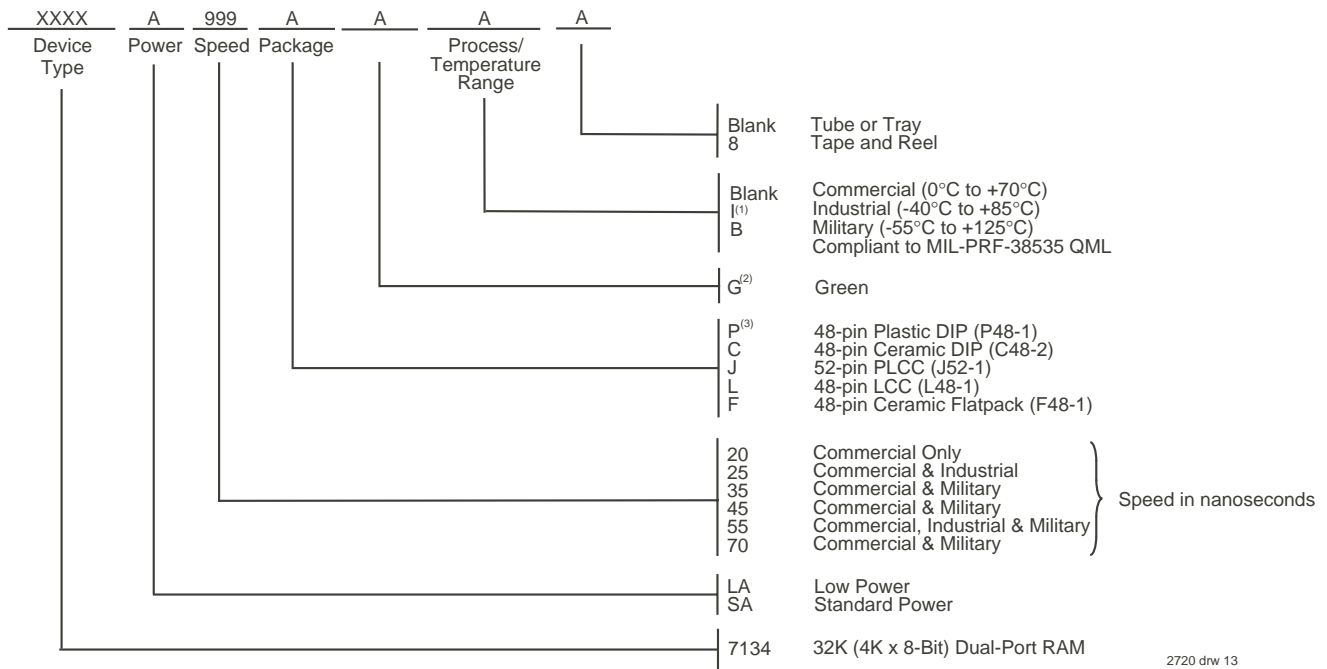 XXXX A 999 A A A A
Device Type Power Speed Package Process/ Temperature Range
Blank Tube or Tray
8 Tape and Reel
Blank Commercial (0°C to +70°C)
I(1) Industrial (-40°C to +85°C)
B Military (-55°C to +125°C)
Compliant to MIL-PRF-38535 QML
G(2) Green
P(3) 48-pin Plastic DIP (P48-1)
C 48-pin Ceramic DIP (C48-2)
J 52-pin PLCC (J52-1)
L 48-pin LCC (L48-1)
F 48-pin Ceramic Flatpack (F48-1)
20 Commercial Only
25 Commercial & Industrial
35 Commercial & Military
45 Commercial & Military
55 Commercial, Industrial & Military
70 Commercial & Military
Speed in nanoseconds
LA Low Power
SA Standard Power
7134 32K (4K x 8-Bit) Dual-Port RAM
2720 drw 13